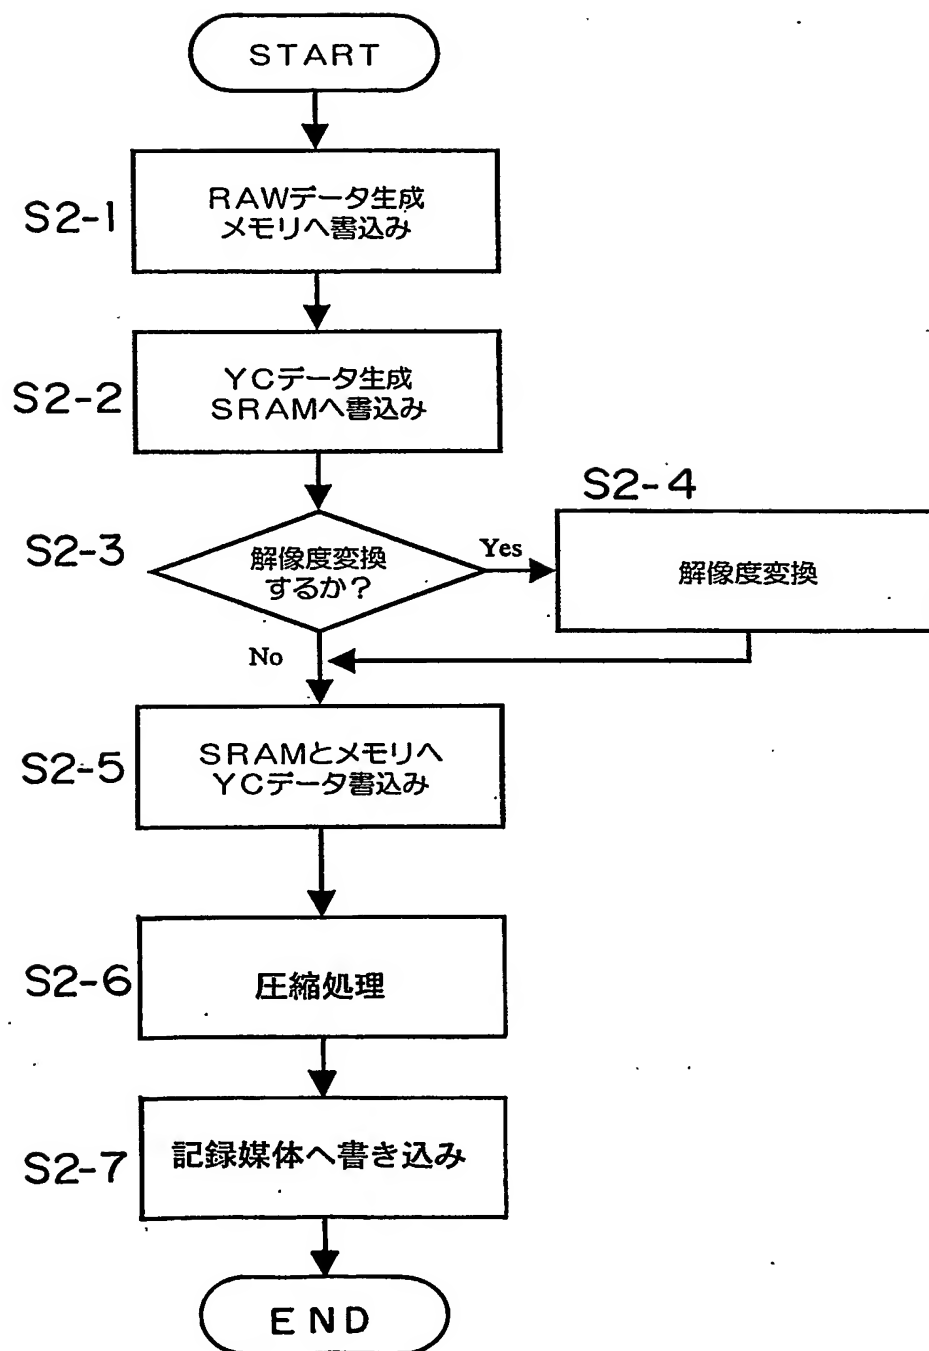 START
S2-1
RAWデータ生成
メモリへ書込み
S2-2
YCデータ生成
SRAMへ書込み
S2-3
解像度変換
するか?
Yes
S2-4
解像度変換
No
S2-5
SRAMとメモリへ
YCデータ書込み
S2-6
圧縮処理
S2-7
記録媒体へ書き込み
END